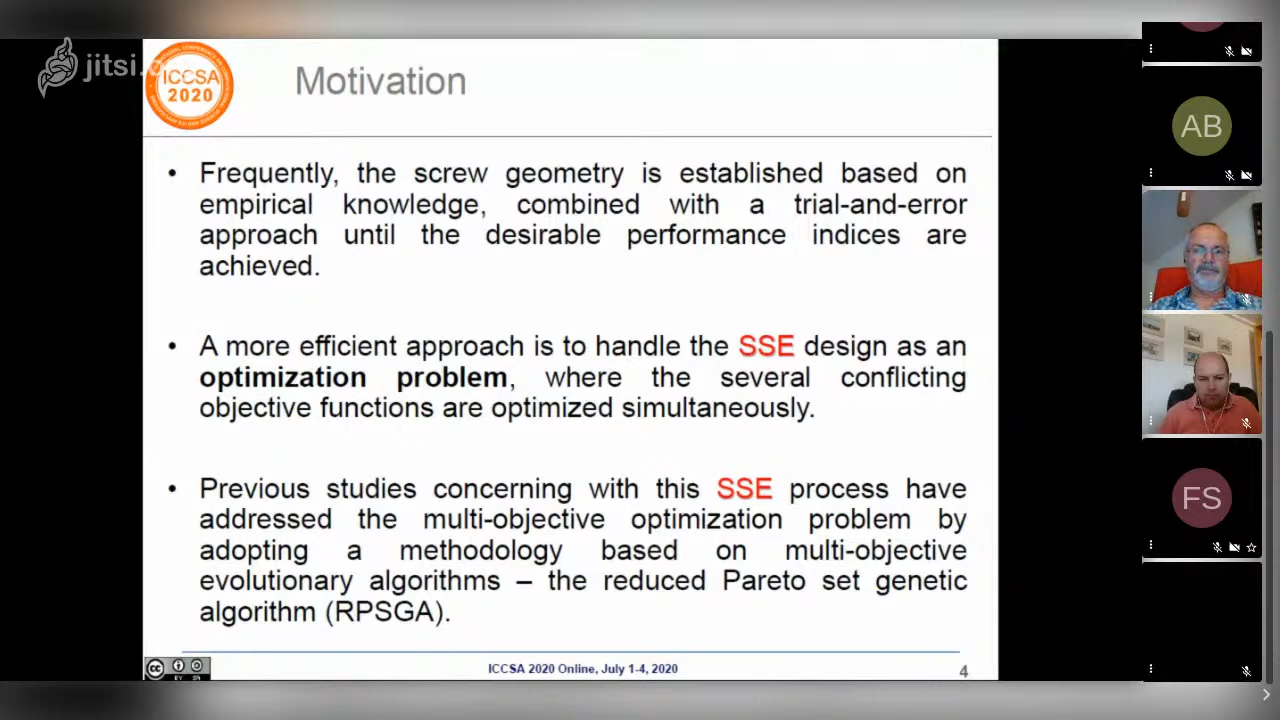 jitsi.o
ICCSA
2020
Motivation
• Frequently, the screw geometry is established based on
empirical knowledge, combined with a trial-and-error
approach until the desirable performance indices are
achieved.
• A more efficient approach is to handle the SSE design as an
optimization problem, where the several conflicting
objective functions are optimized simultaneously.
• Previous studies concerning with this SSE process have
addressed the multi-objective optimization problem by
adopting a methodology based on multi-objective
evolutionary algorithms – the reduced Pareto set genetic
algorithm (RPSGA).
cc
BY SA
ICCSA 2020 Online, July 1-4, 2020
4
AB
FS